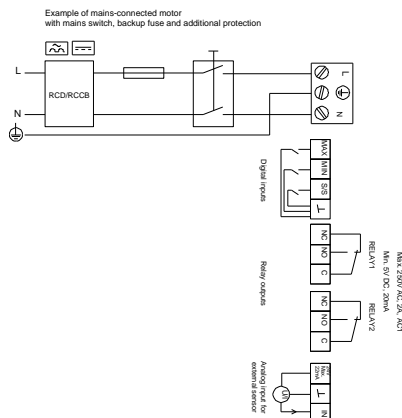 Example of mains-connected motor
with mains switch, backup fuse and additional protection
L
RCD/RCCB
N
L
N
MAX
MIN
S/S
Digital inputs
NC
NO
C
RELAY1
Relay outputs
NC
NO
C
RELAY2
Max. 250V AC, 2A, AC1
Min. 5V DC, 20mA
Max.
22mA
IN
U/I
Analog input for
external sensor